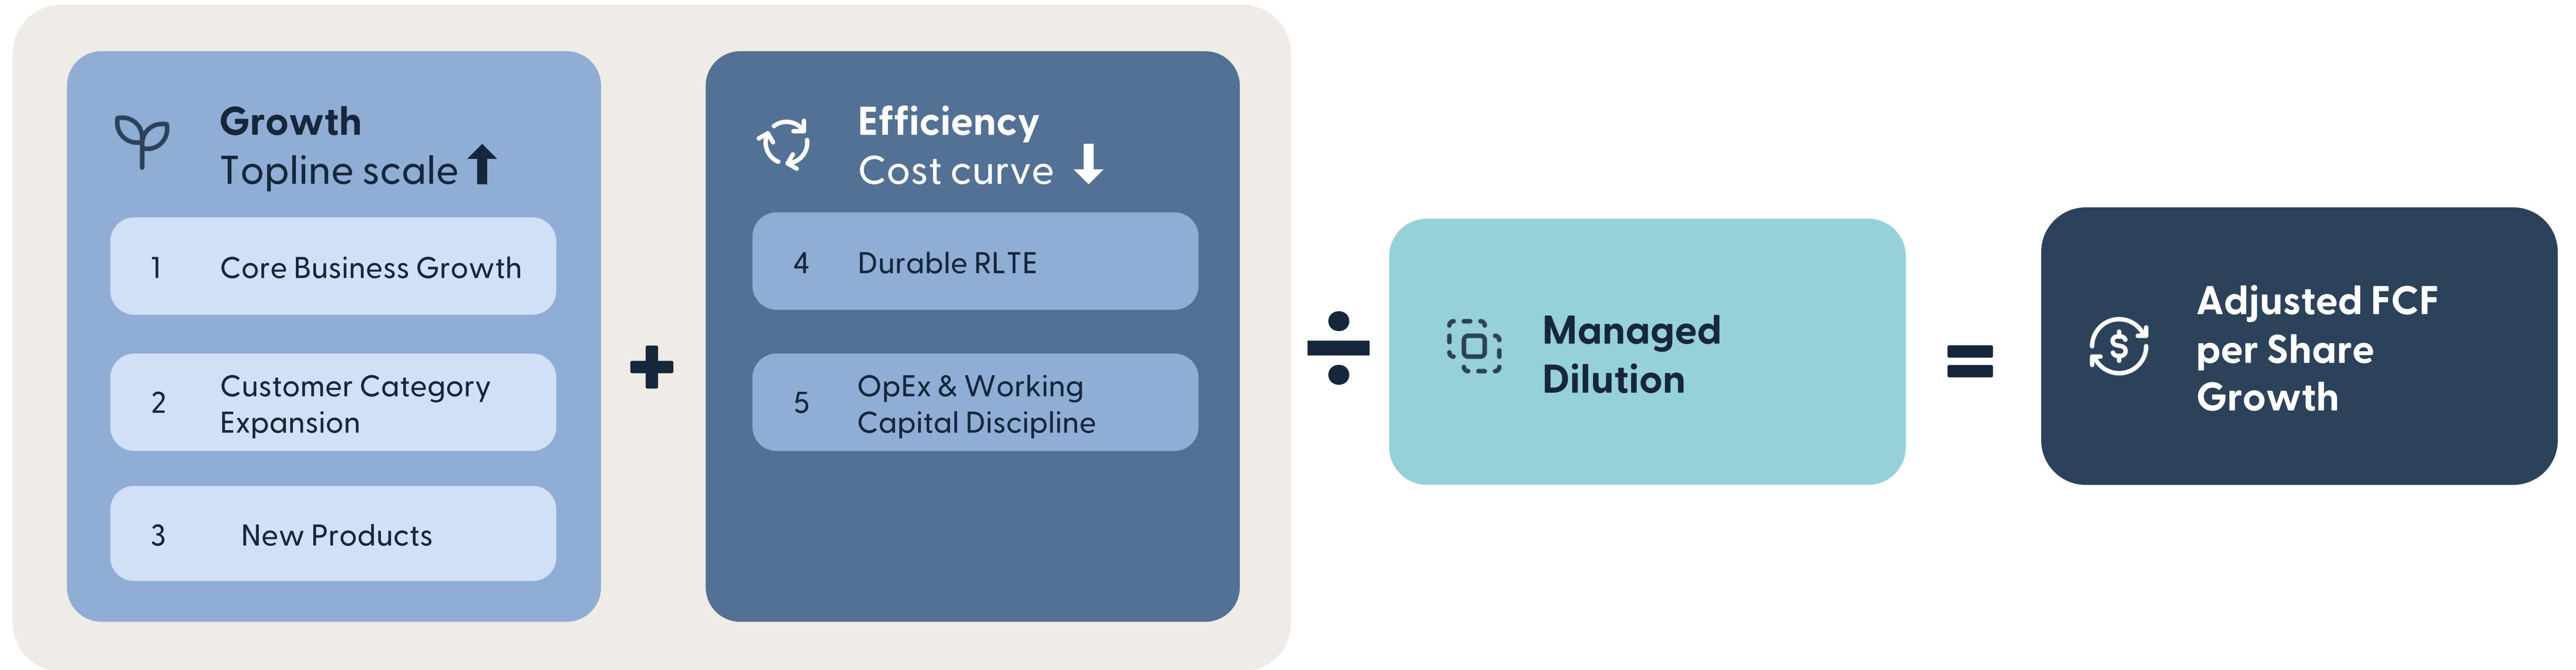 Growth
Topline scale
1 Core Business Growth
2 Customer Category
Expansion
3 New Products
+
Efficiency
Cost curve
4 Durable RLTE
5 OpEx & Working
Capital Discipline
÷
Managed
Dilution
=
$
Adjusted FCF
per Share
Growth